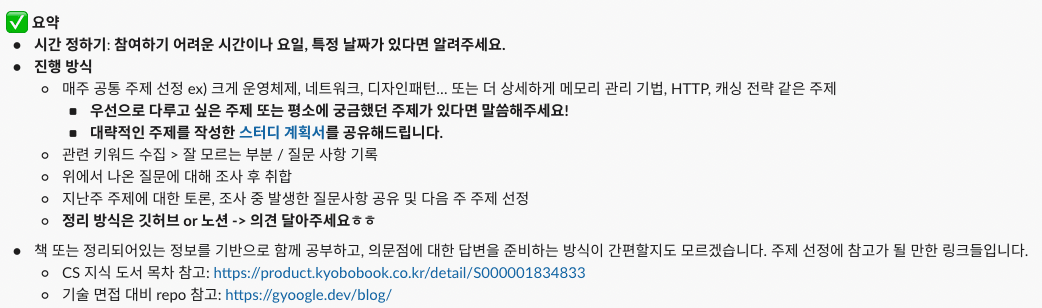 ✅ 요약
• 시간 정하기: 참여하기 어려운 시간이나 요일, 특정 날짜가 있다면 알려주세요.
• 진행 방식
○ 매주 공통 주제 선정 ex) 크게 운영체제, 네트워크, 디자인패턴... 또는 더 상세하게 메모리 관리 기법, HTTP, 캐싱 전략 같은 주제
■ 우선으로 다루고 싶은 주제 또는 평소에 궁금했던 주제가 있다면 말씀해주세요!
■ 대략적인 주제를 작성한 스터디 계획서를 공유해드립니다.
○ 관련 키워드 수집 > 잘 모르는 부분 / 질문 사항 기록
○ 위에서 나온 질문에 대해 조사 후 취합
○ 지난주 주제에 대한 토론, 조사 중 발생한 질문사항 공유 및 다음 주 주제 선정
○ 정리 방식은 깃허브 or 노션 -> 의견 달아주세요ㅎㅎ
• 책 또는 정리되어있는 정보를 기반으로 함께 공부하고, 의문점에 대한 답변을 준비하는 방식이 간편할지도 모르겠습니다. 주제 선정에 참고가 될 만한 링크들입니다.
○ CS 지식 도서 목차 참고: https://product.kyobobook.co.kr/detail/S000001834833
○ 기술 면접 대비 repo 참고: https://gyoogle.dev/blog/